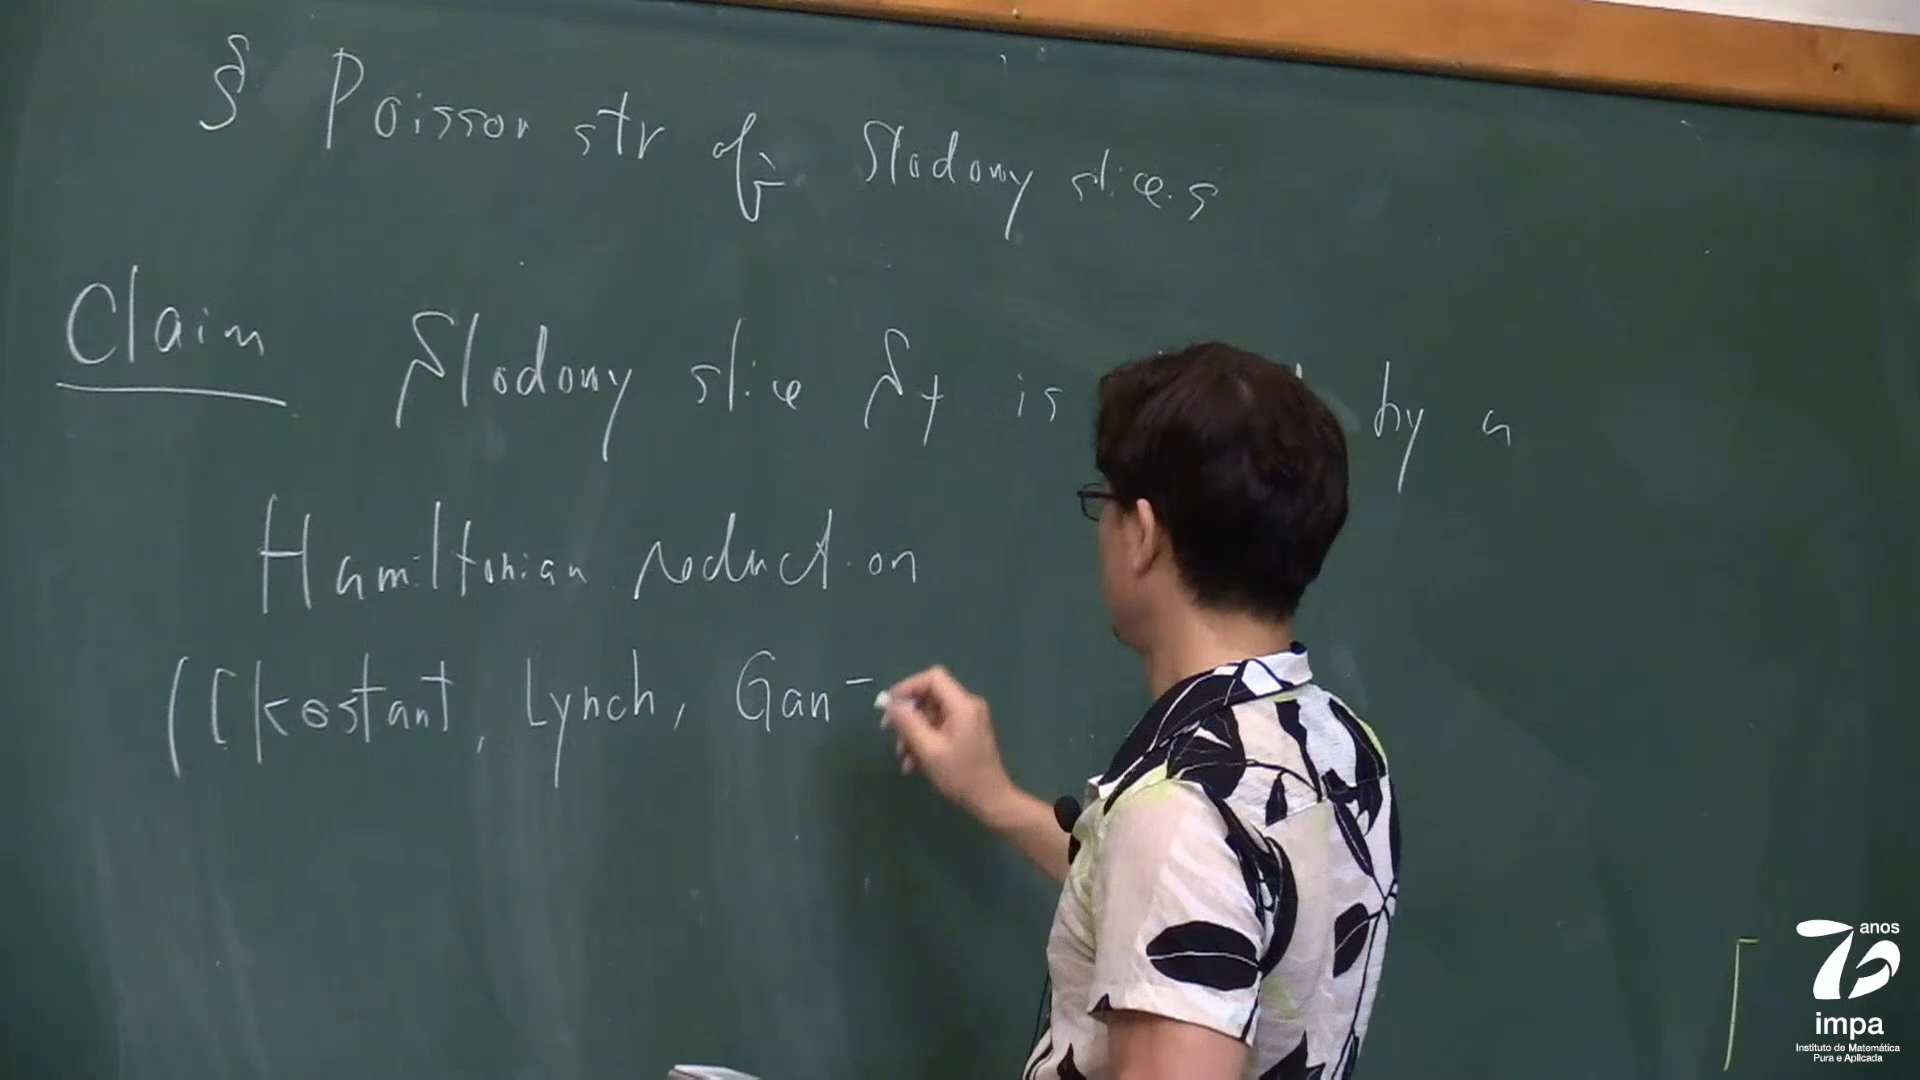 § Poisson str of Slodowy slices
Claim Slodowy slice S_f is by a
Hamiltonian reduction
([Kostant, Lynch, Gan -
70 anos
impa
Instituto de Matemática
Pura e Aplicada